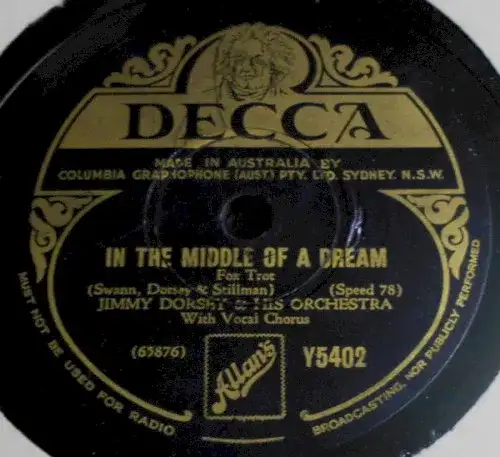 DECCA
MADE IN AUSTRALIA BY
COLUMBIA GRAPHOPHONE (AUST) PTY. LTD. SYDNEY. N.S.W.
IN THE MIDDLE OF A DREAM
Fox Trot
(Swann, Dorsey & Stillman) (Speed 78)
JIMMY DORSEY & HIS ORCHESTRA
With Vocal Chorus
(65876) Allan's Y5402
MUST NOT BE USED FOR RADIO BROADCASTING, NOR PUBLICLY PERFORMED